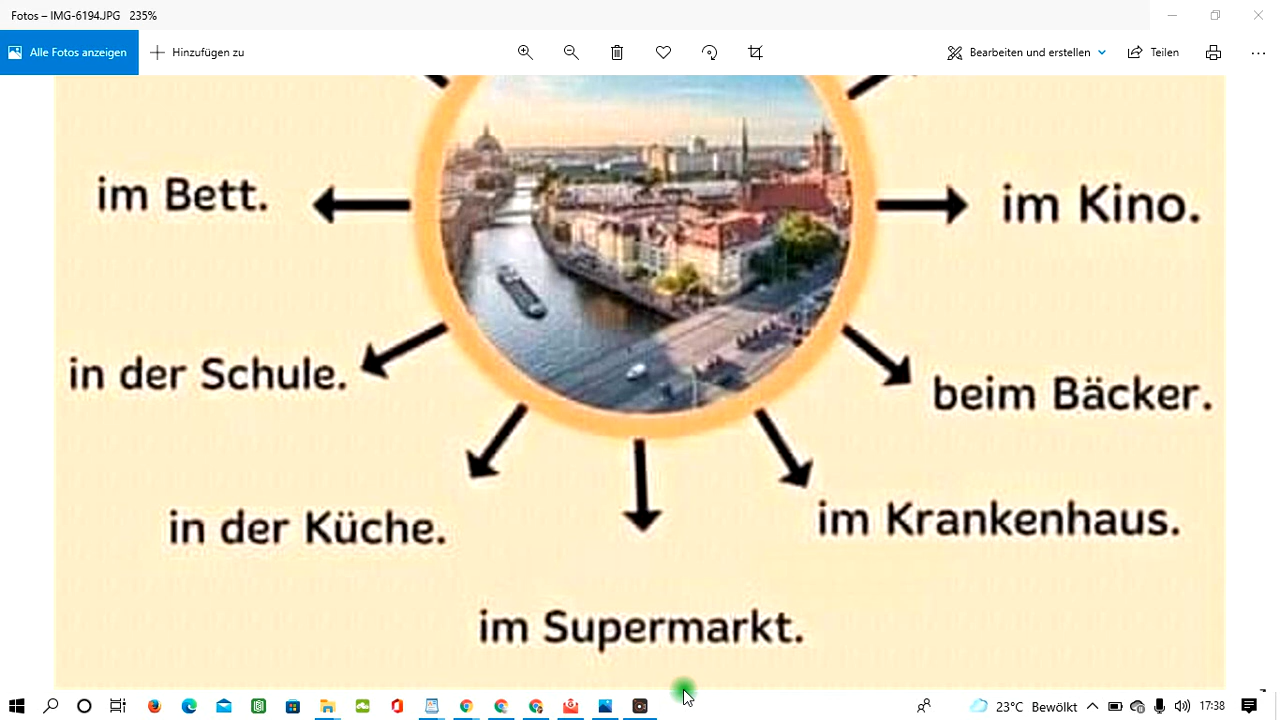 Fotos – IMG-6194.JPG 235%
Alle Fotos anzeigen
Hinzufügen zu
Bearbeiten und erstellen
Teilen
im Bett.
im Kino.
in der Schule.
beim Bäcker.
in der Küche.
im Krankenhaus.
im Supermarkt.
23°C Bewölkt
17:38